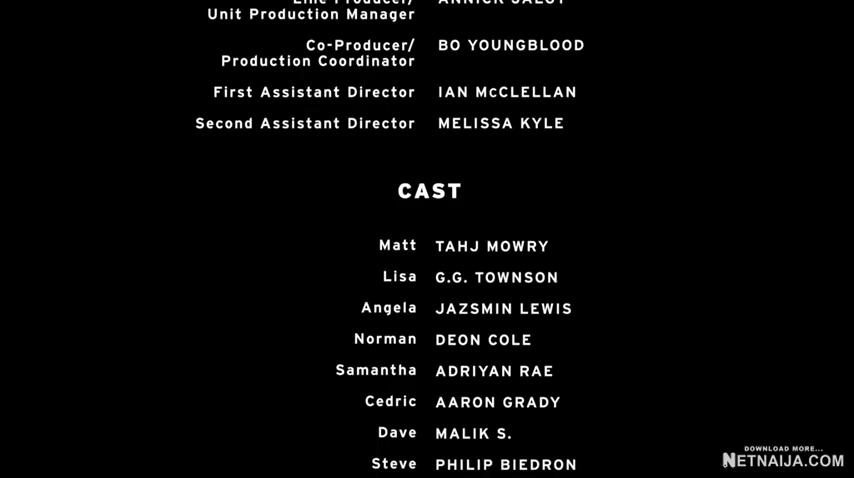 Unit Production Manager
Co-Producer/ BO YOUNGBLOOD
Production Coordinator
First Assistant Director IAN McCLELLAN
Second Assistant Director MELISSA KYLE
CAST
Matt TAHJ MOWRY
Lisa G.G. TOWNSON
Angela JAZSMIN LEWIS
Norman DEON COLE
Samantha ADRIYAN RAE
Cedric AARON GRADY
Dave MALIK S.
Steve PHILIP BIEDRON
DOWNLOAD MORE...
NETNAIJA.COM